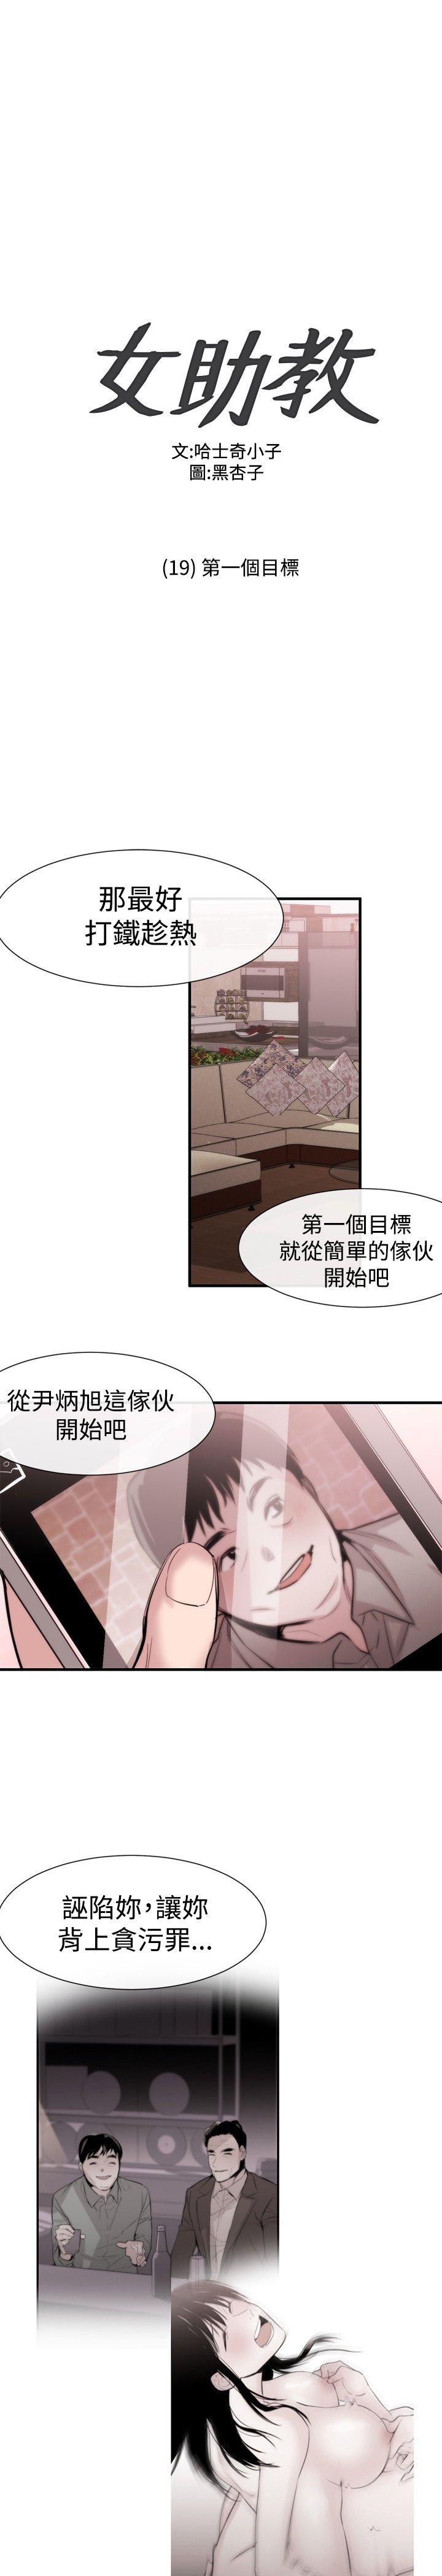 女助教
文:哈士奇小子
圖:黑杏子
(19) 第一個目標
那最好
打鐵趁熱
第一個目標
就從簡單的傢伙
開始吧
從尹炳旭這傢伙
開始吧
誣陷妳，讓妳
背上貪污罪...